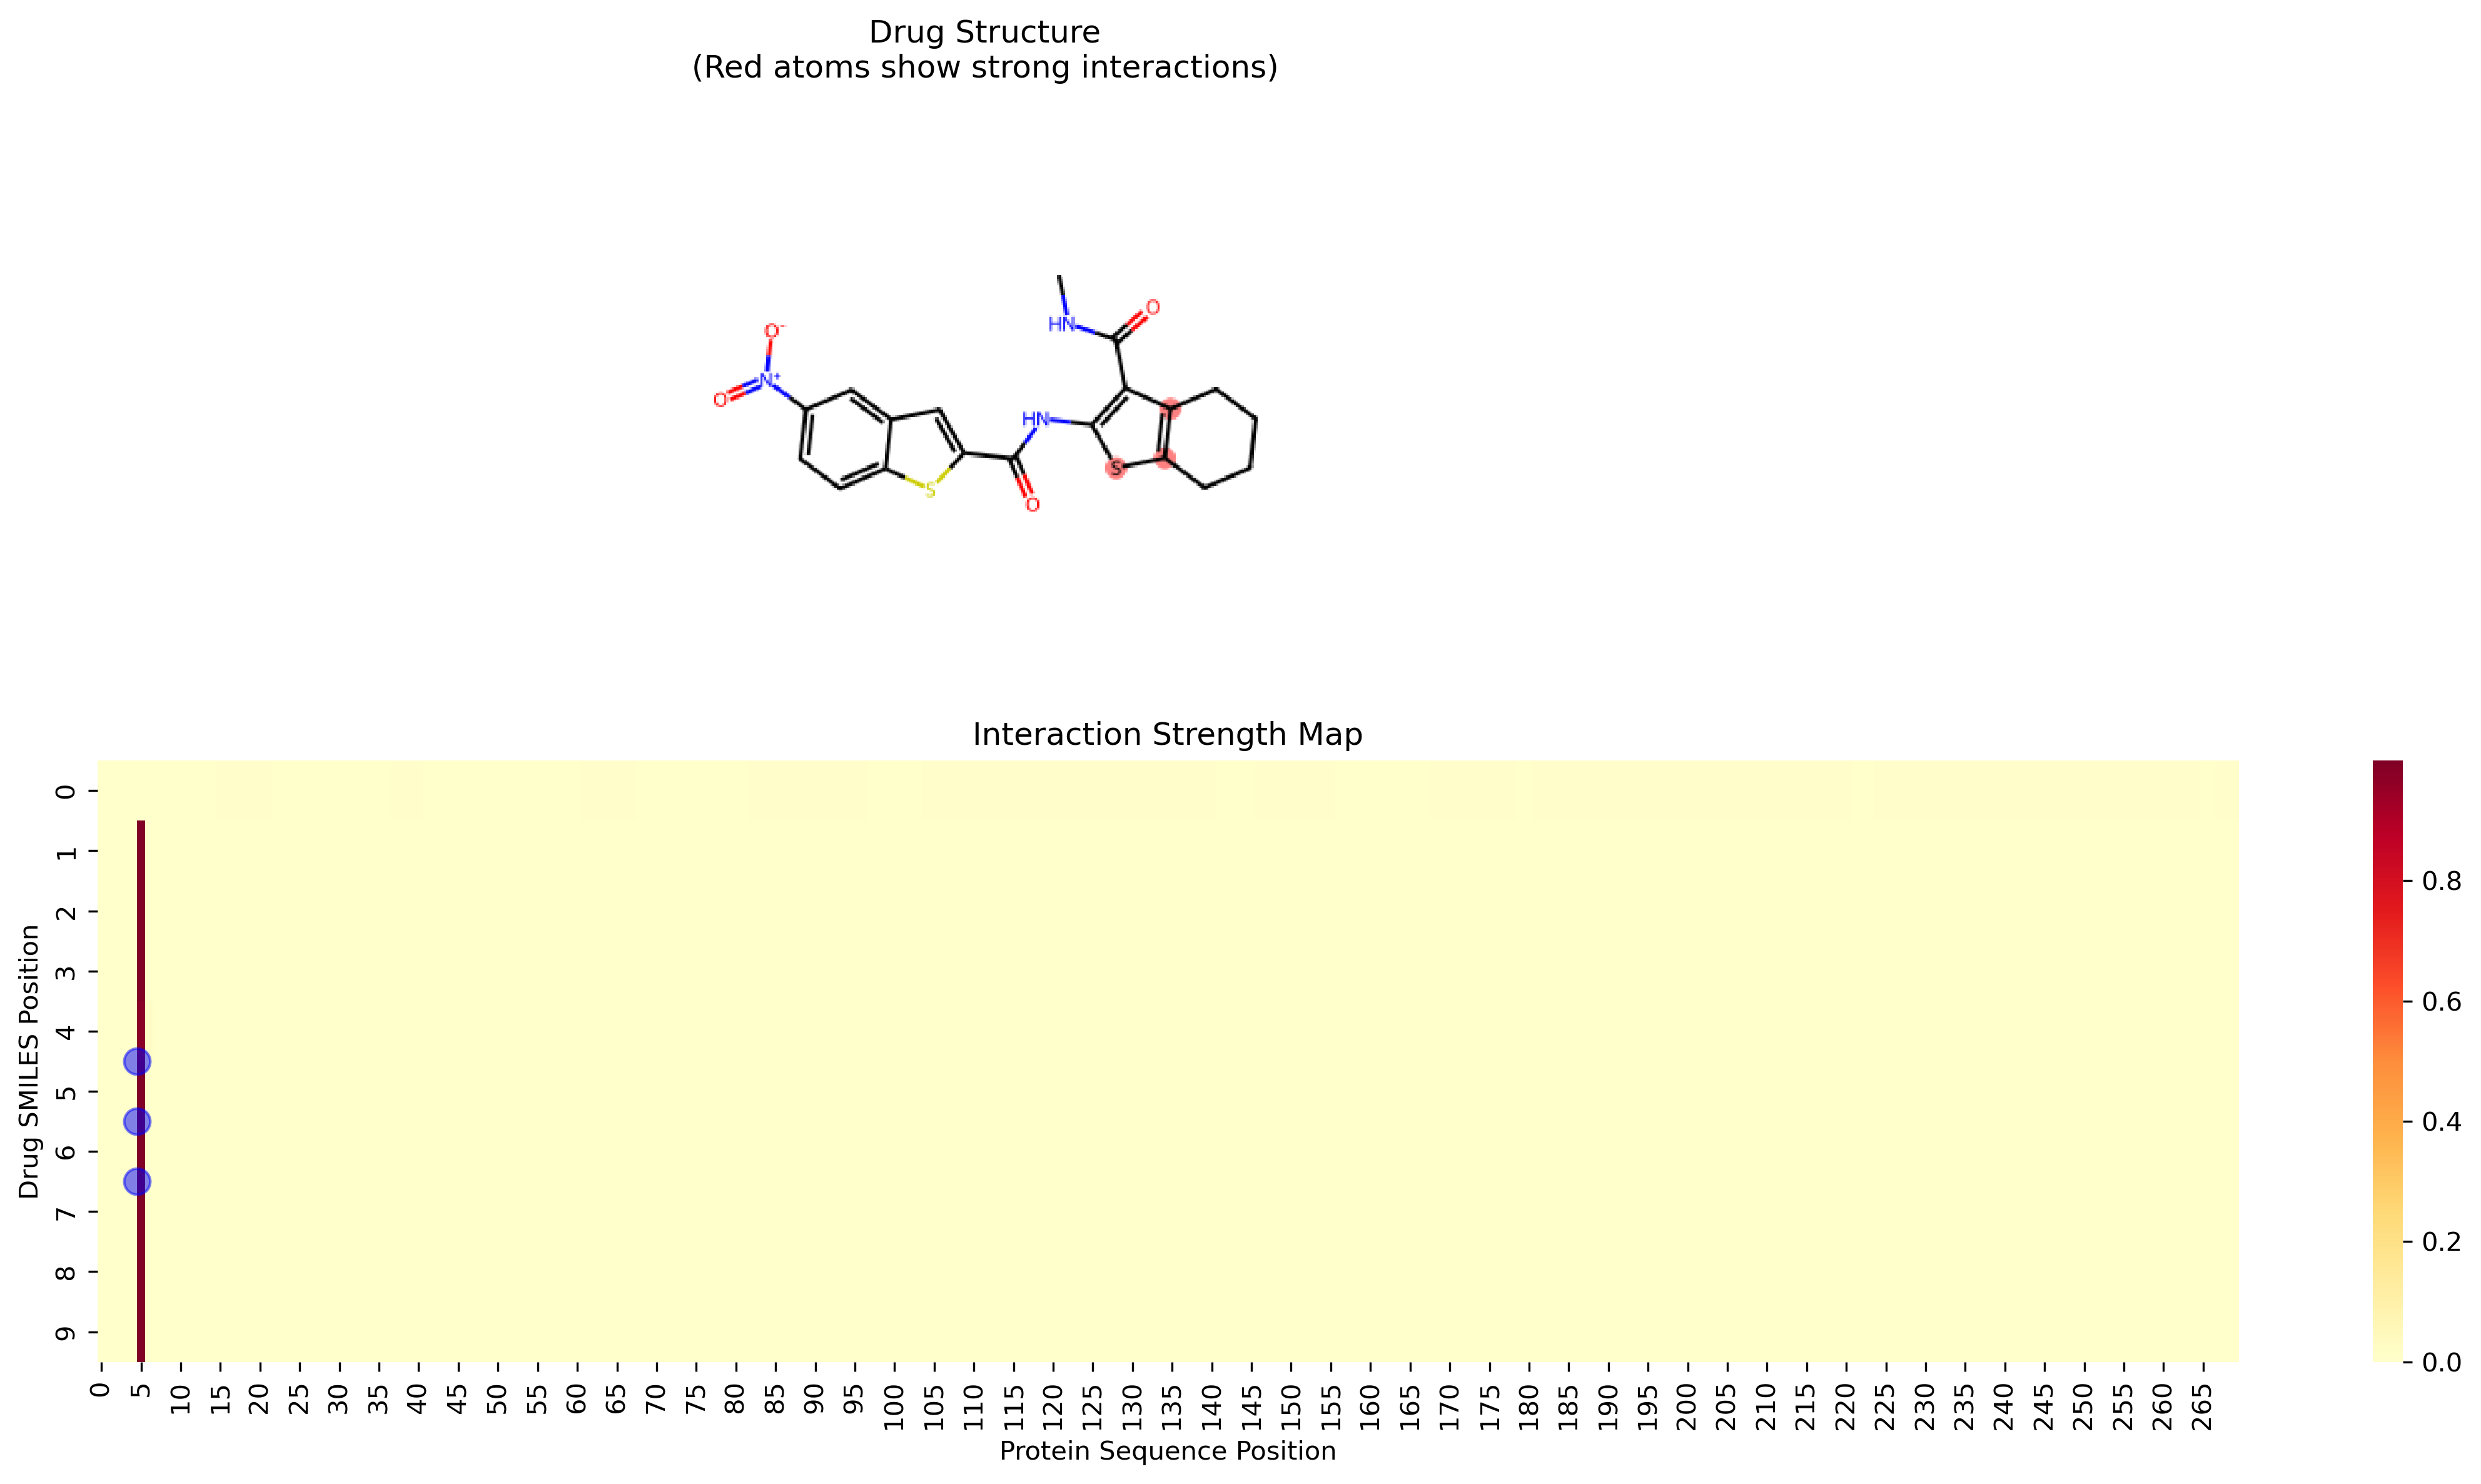 Drug Structure
(Red atoms show strong interactions)
O
HN
O⁻
N⁺
O
HN
S
S
O
Interaction Strength Map
Drug SMILES Position
0
1
2
3
4
5
6
7
8
9
0 5 10 15 20 25 30 35 40 45 50 55 60 65 70 75 80 85 90 95 100 105 110 115 120 125 130 135 140 145 150 155 160 165 170 175 180 185 190 195 200 205 210 215 220 225 230 235 240 245 250 255 260 265
Protein Sequence Position
0.8
0.6
0.4
0.2
0.0